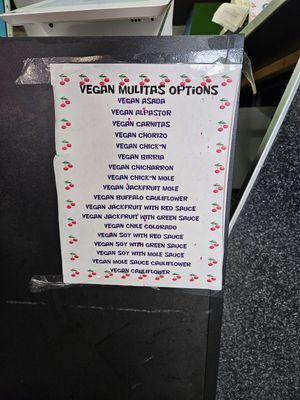 VEGAN MULITAS OPTIONS
VEGAN ASADA
VEGAN ALPASTOR
VEGAN CARNITAS
VEGAN CHORIZO
VEGAN CHICK'N
VEGAN BIRRIA
VEGAN CHICHARRON
VEGAN CHICK'N MOLE
VEGAN JACKFRUIT MOLE
VEGAN BUFFALO CAULIFLOWER
VEGAN JACKFRUIT WITH RED SAUCE
VEGAN JACKFRUIT WITH GREEN SAUCE
VEGAN CHILE COLORADO
VEGAN SOY WITH RED SAUCE
VEGAN SOY WITH GREEN SAUCE
VEGAN SOY WITH MOLE SAUCE
VEGAN MOLE SAUCE CAULIFLOWER
VEGAN CAULIFLOWER